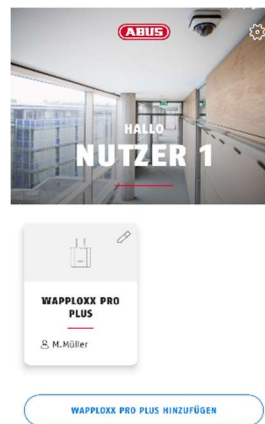 ABUS
HALLO
NUTZER 1
WAPPLOXX PRO
PLUS
M.Müller
WAPPLOXX PRO PLUS HINZUFÜGEN